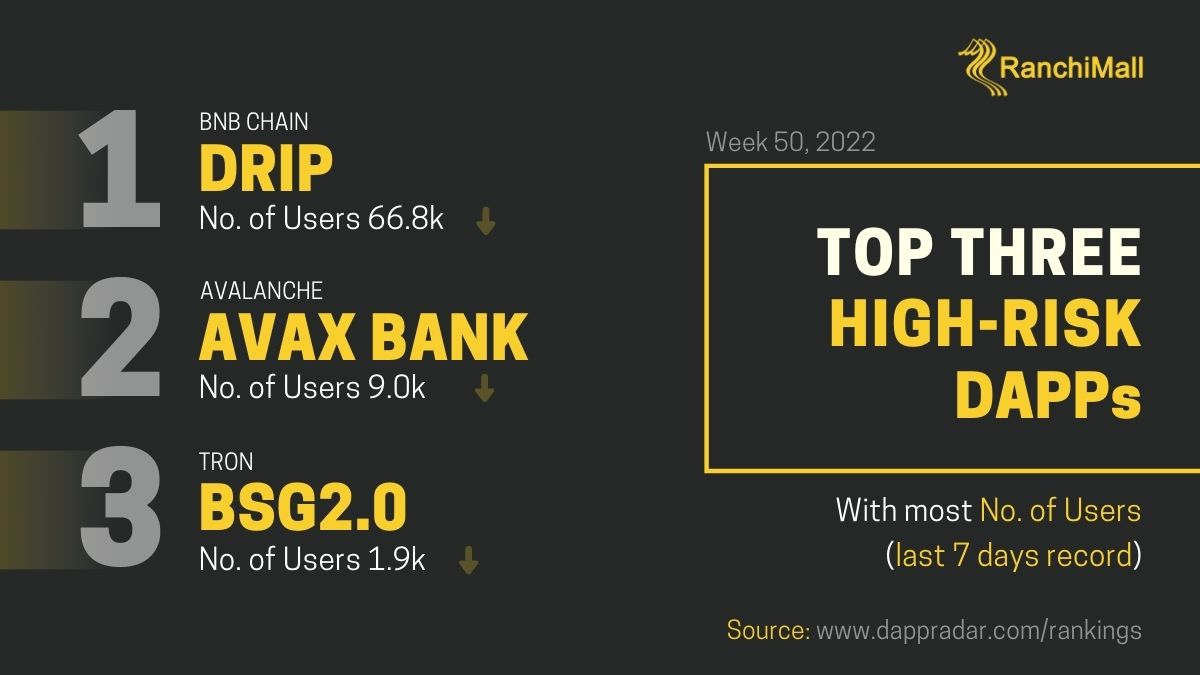 RanchiMall
1
BNB CHAIN
DRIP
No. of Users 66.8k
2
AVALANCHE
AVAX BANK
No. of Users 9.0k
3
TRON
BSG2.0
No. of Users 1.9k
Week 50, 2022
TOP THREE
HIGH-RISK
DAPPs
With most No. of Users
(last 7 days record)
Source: www.dappradar.com/rankings